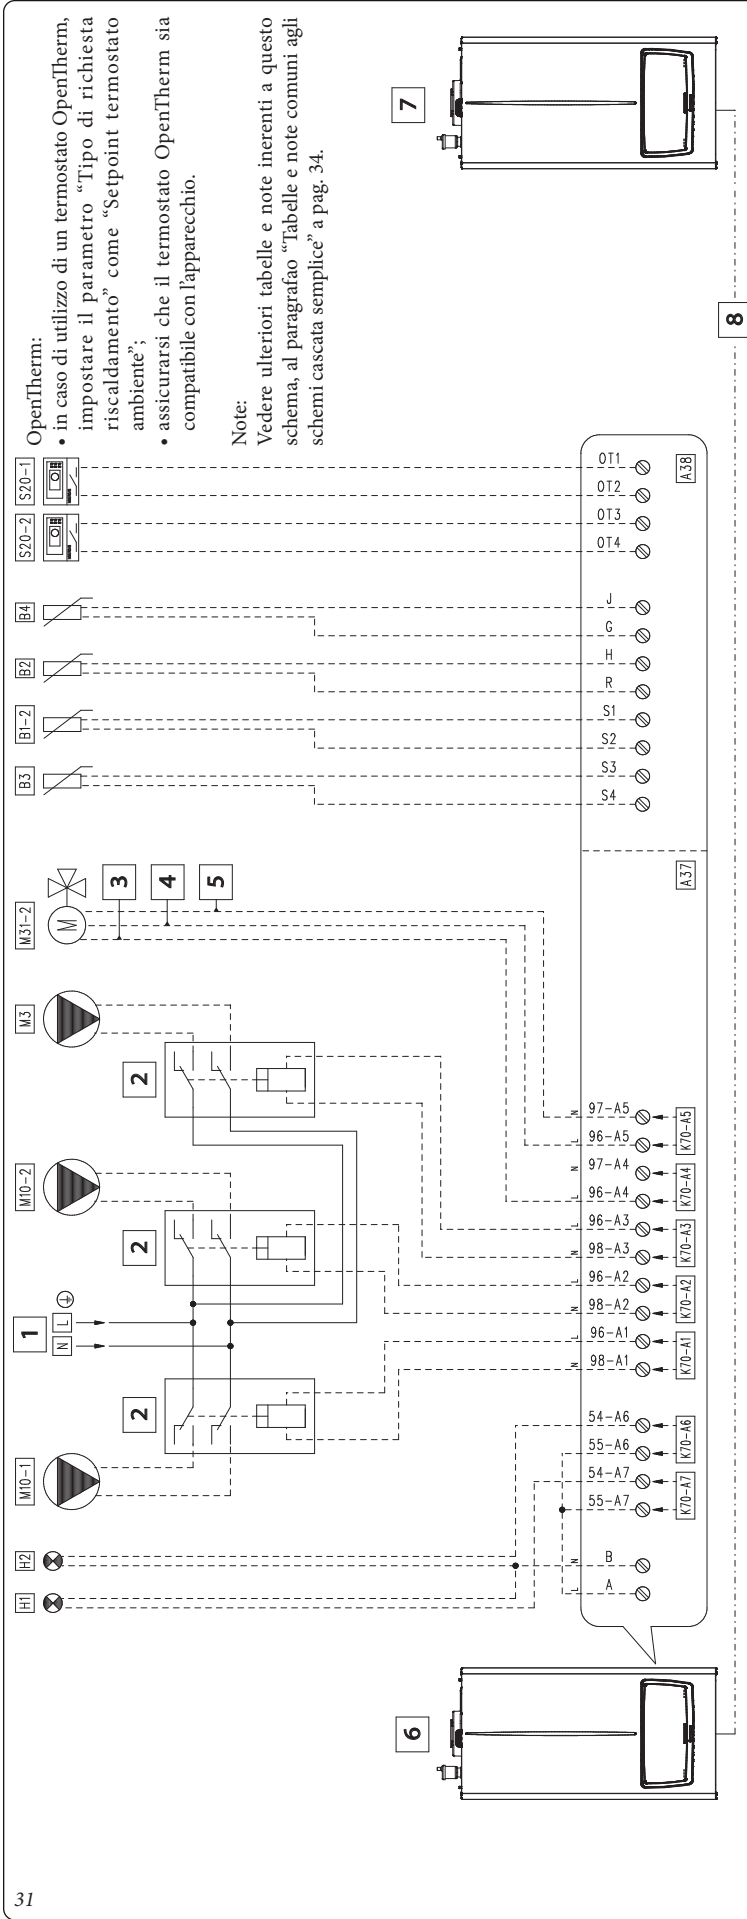 OpenTherm:
• in caso di utilizzo di un termostato OpenTherm,
impostare il parametro “Tipo di richiesta
riscaldamento” come “Setpoint termostato
ambiente”;
• assicurarsi che il termostato OpenTherm sia
compatibile con l'apparecchio.
Note:
Vedere ulteriori tabelle e note inerenti a questo
schema, al paragrafao “Tabelle e note comuni agli
schemi cascata semplice” a pag. 34.
H1 H2 M10-1 N L M10-2 M3 M31-2 B3 B1-2 B2 B4 S20-2 S20-1
1
2 2 2
3
4
5
6 7
L N N L N L N L L N L N
A B 55-A7 54-A7 55-A6 54-A6 98-A1 96-A1 98-A2 96-A2 98-A3 96-A3 96-A4 97-A4 96-A5 97-A5 S4 S3 S2 S1 R H G J OT4 OT3 OT2 OT1
K70-A7 K70-A6 K70-A1 K70-A2 K70-A3 K70-A4 K70-A5 A37 A38
8
31